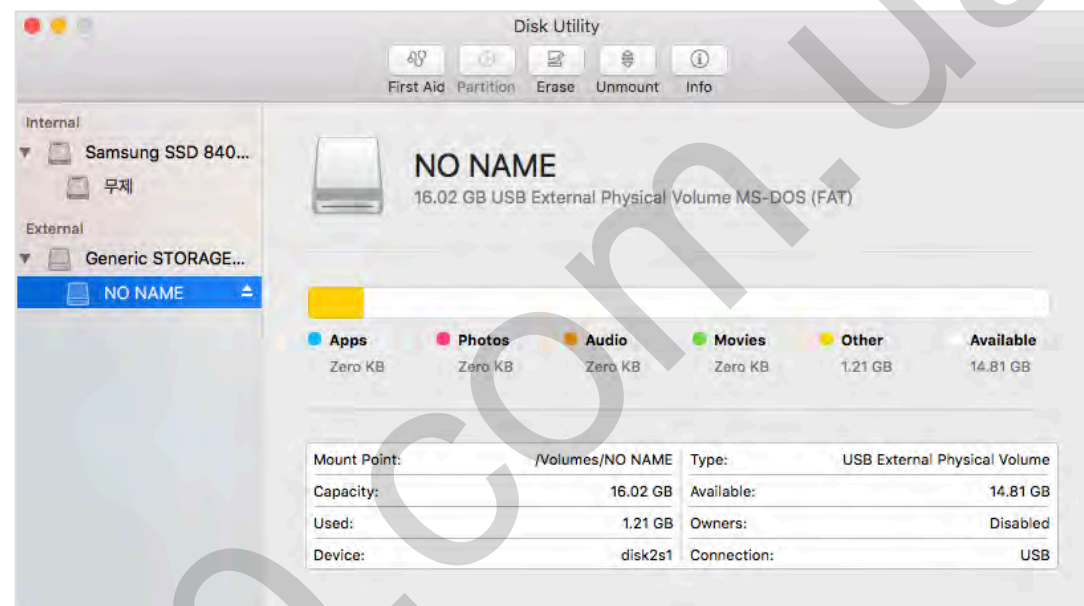 Disk Utility
First Aid Partition Erase Unmount Info
Internal
Samsung SSD 840...
무제
External
Generic STORAGE...
NO NAME
NO NAME
16.02 GB USB External Physical Volume MS-DOS (FAT)
Apps Photos Audio Movies Other Available
Zero KB Zero KB Zero KB Zero KB 1.21 GB 14.81 GB
Mount Point: /Volumes/NO NAME Type: USB External Physical Volume
Capacity: 16.02 GB Available: 14.81 GB
Used: 1.21 GB Owners: Disabled
Device: disk2s1 Connection: USB